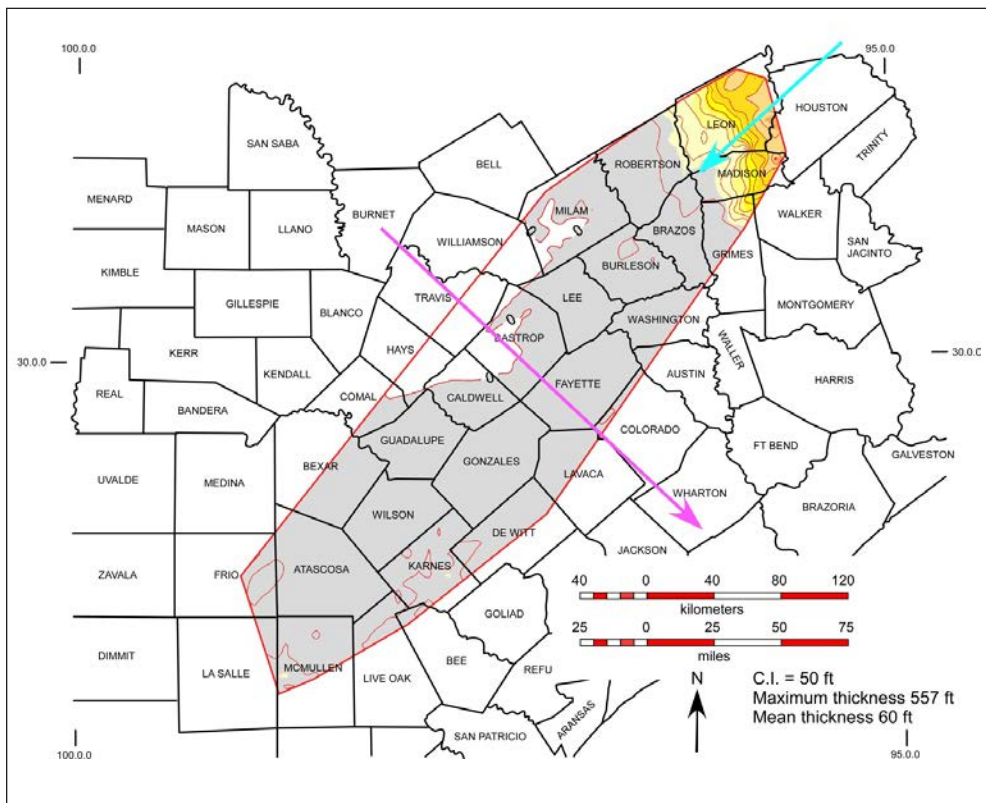 100.0.0
95.0.0
HOUSTON
LEON
SAN SABA
TRINITY
ROBERTSON
BELL
MADISON
MENARD
MILAM
WALKER
BURNET
MASON
LLANO
BRAZOS
WILLIAMSON
SAN
JACINTO
GRIMES
BURLESON
KIMBLE
TRAVIS
LEE
GILLESPIE
MONTGOMERY
BLANCO
WASHINGTON
BASTROP
WALLER
HAYS
30.0.0
30.0.0
KERR
KENDALL
AUSTIN
HARRIS
FAYETTE
REAL
COMAL
CALDWELL
BANDERA
COLORADO
GUADALUPE
FT BEND
GALVESTON
GONZALES
BEXAR
LAVACA
UVALDE
MEDINA
WHARTON
BRAZORIA
WILSON
DE WITT
JACKSON
ZAVALA
FRIO
ATASCOSA
KARNES
40 0 40 80 120
kilometers
GOLIAD
25 0 25 50 75
miles
DIMMIT
LA SALLE
MCMULLEN
LIVE OAK
BEE
REFU
N
C.I. = 50 ft
Maximum thickness 557 ft
Mean thickness 60 ft
ARANSAS
SAN PATRICIO
100.0.0
95.0.0